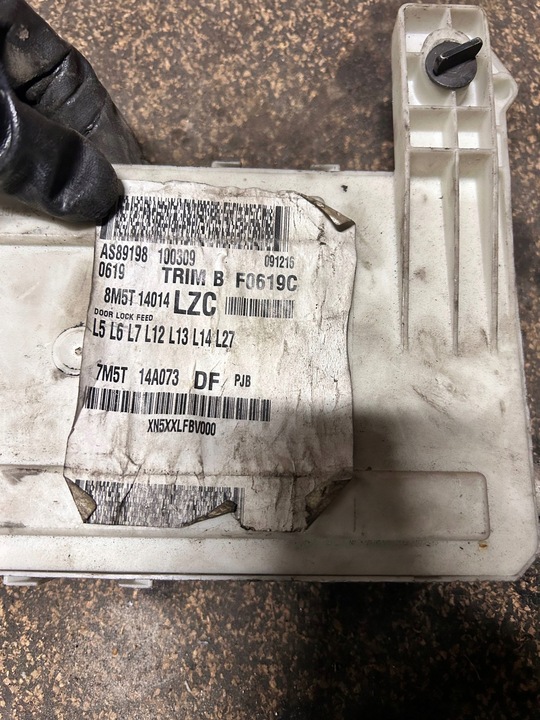 AS89198 100309 091216
0619 TRIM B F0619C
8M5T 14014 LZC
DOOR LOCK FEED
L5 L6 L7 L12 L13 L14 L27
7M5T 14A073 DF PJB
XN5XXLFBV000